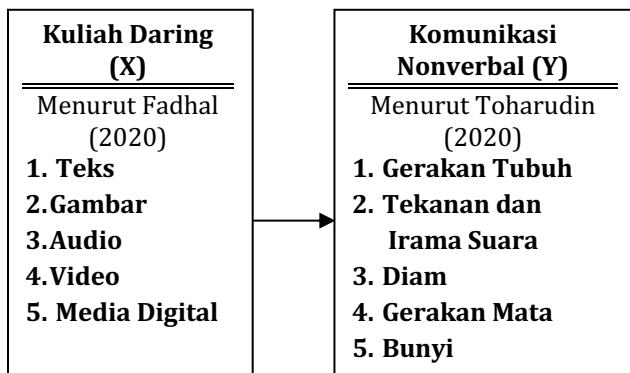 Kuliah Daring
(X)
Menurut Fadhal
(2020)
1. Teks
2.Gambar
3.Audio
4.Video
5. Media Digital
Komunikasi
Nonverbal (Y)
Menurut Toharudin
(2020)
1. Gerakan Tubuh
2. Tekanan dan
Irama Suara
3. Diam
4. Gerakan Mata
5. Bunyi